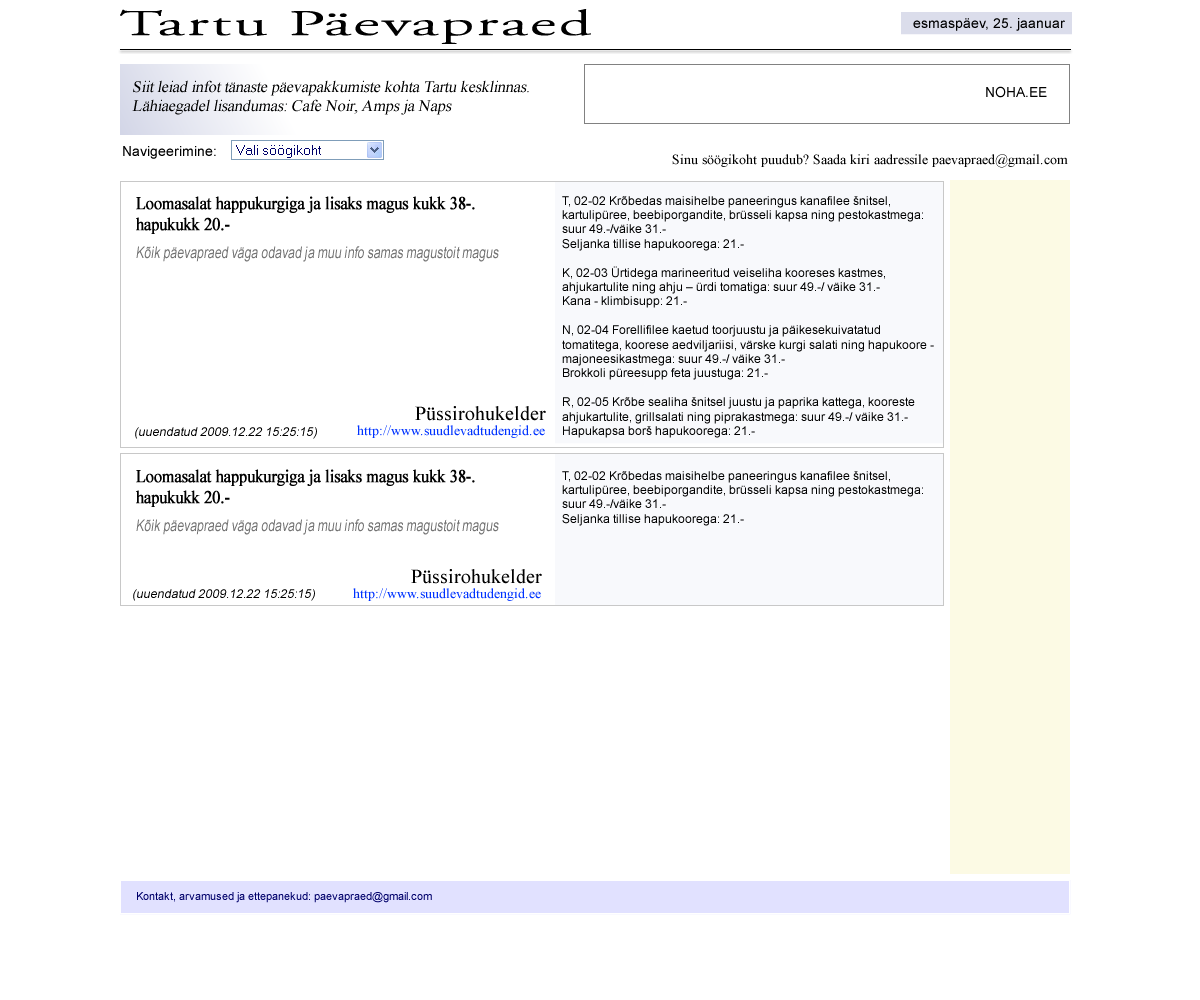 Tartu Päevapraed
esmaspäev, 25. jaanuar
Siit leiad infot tänaste päevapakkumiste kohta Tartu kesklinnas.
Lähiaegadel lisandumas: Cafe Noir, Amps ja Naps
NOHA.EE
Navigeerimine:
Vali söögikoht
Sinu söögikoht puudub? Saada kiri aadressile paevapraed@gmail.com
Loomasalat happukurgiga ja lisaks magus kukk 38-.
hapukukk 20.-
Kõik päevapraed väga odavad ja muu info samas magustoit magus
Püssirohukelder
(uuendatud 2009.12.22 15:25:15)
http://www.suudlevadtudengid.ee
T, 02-02 Krõbedas maisihelbe paneeringus kanafilee šnitsel,
kartulipüree, beebiporgandite, brüsseli kapsa ning pestokastmega:
suur 49.-/väike 31.-
Seljanka tillise hapukoorega: 21.-
K, 02-03 Ürtidega marineeritud veiseliha kooreses kastmes,
ahjukartulite ning ahju – ürdi tomatiga: suur 49.-/ väike 31.-
Kana - klimbisupp: 21.-
N, 02-04 Forellifilee kaetud toorjuustu ja päikesekuivatatud
tomatitega, koorese aedviljariisi, värske kurgi salati ning hapukoore -
majoneesikastmega: suur 49.-/ väike 31.-
Brokkoli püreesupp feta juustuga: 21.-
R, 02-05 Krõbe sealiha šnitsel juustu ja paprika kattega, kooreste
ahjukartulite, grillsalati ning piprakastmega: suur 49.-/ väike 31.-
Hapukapsa borš hapukoorega: 21.-
Loomasalat happukurgiga ja lisaks magus kukk 38-.
hapukukk 20.-
Kõik päevapraed väga odavad ja muu info samas magustoit magus
Püssirohukelder
(uuendatud 2009.12.22 15:25:15)
http://www.suudlevadtudengid.ee
T, 02-02 Krõbedas maisihelbe paneeringus kanafilee šnitsel,
kartulipüree, beebiporgandite, brüsseli kapsa ning pestokastmega:
suur 49.-/väike 31.-
Seljanka tillise hapukoorega: 21.-
Kontakt, arvamused ja ettepanekud: paevapraed@gmail.com